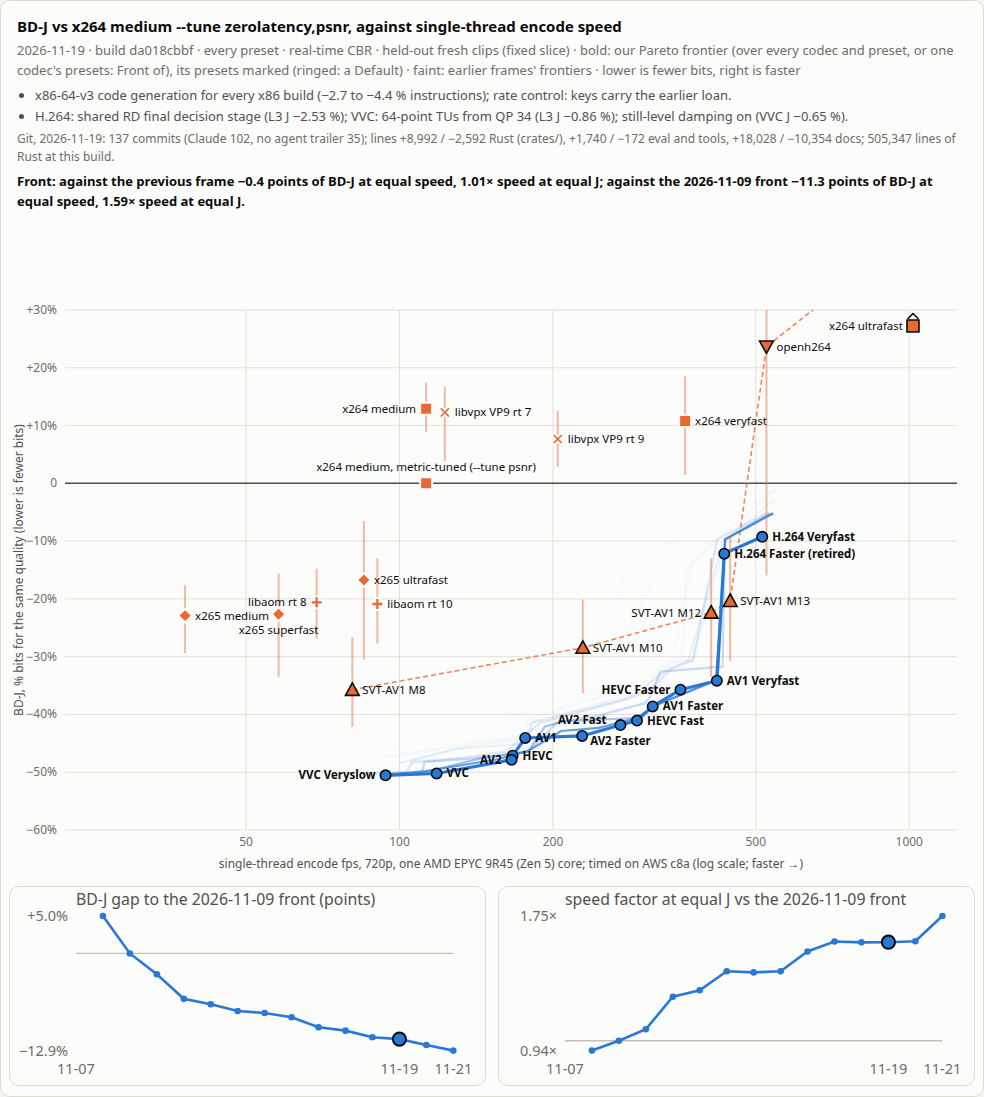 BD-J vs x264 medium --tune zerolatency,psnr, against single-thread encode speed
2026-11-19 · build da018cbbf · every preset · real-time CBR · held-out fresh clips (fixed slice) · bold: our Pareto frontier (over every codec and preset, or one
codec's presets: Front of), its presets marked (ringed: a Default) · faint: earlier frames' frontiers · lower is fewer bits, right is faster
• x86-64-v3 code generation for every x86 build (−2.7 to −4.4 % instructions); rate control: keys carry the earlier loan.
• H.264: shared RD final decision stage (L3 J −2.53 %); VVC: 64-point TUs from QP 34 (L3 J −0.86 %); still-level damping on (VVC J −0.65 %).
Git, 2026-11-19: 137 commits (Claude 102, no agent trailer 35); lines +8,992 / −2,592 Rust (crates/), +1,740 / −172 eval and tools, +18,028 / −10,354 docs; 505,347 lines of
Rust at this build.
Front: against the previous frame −0.4 points of BD-J at equal speed, 1.01× speed at equal J; against the 2026-11-09 front −11.3 points of BD-J at
equal speed, 1.59× speed at equal J.
+30%
x264 ultrafast
openh264
+20%
x264 medium
libvpx VP9 rt 7
x264 veryfast
+10%
libvpx VP9 rt 9
x264 medium, metric-tuned (--tune psnr)
0
BD-J, % bits for the same quality (lower is fewer bits)
H.264 Veryfast
−10%
H.264 Faster (retired)
x265 ultrafast
−20%
libaom rt 8
libaom rt 10
SVT-AV1 M13
x265 medium
SVT-AV1 M12
x265 superfast
SVT-AV1 M10
−30%
AV1 Veryfast
SVT-AV1 M8
HEVC Faster
AV1 Faster
−40%
AV2 Fast
HEVC Fast
AV1
AV2 Faster
AV2
HEVC
−50%
VVC Veryslow
VVC
−60%
50
100
200
500
1000
single-thread encode fps, 720p, one AMD EPYC 9R45 (Zen 5) core; timed on AWS c8a (log scale; faster →)
BD-J gap to the 2026-11-09 front (points)
+5.0%
−12.9%
11-07
11-19
11-21
speed factor at equal J vs the 2026-11-09 front
1.75×
0.94×
11-07
11-19
11-21